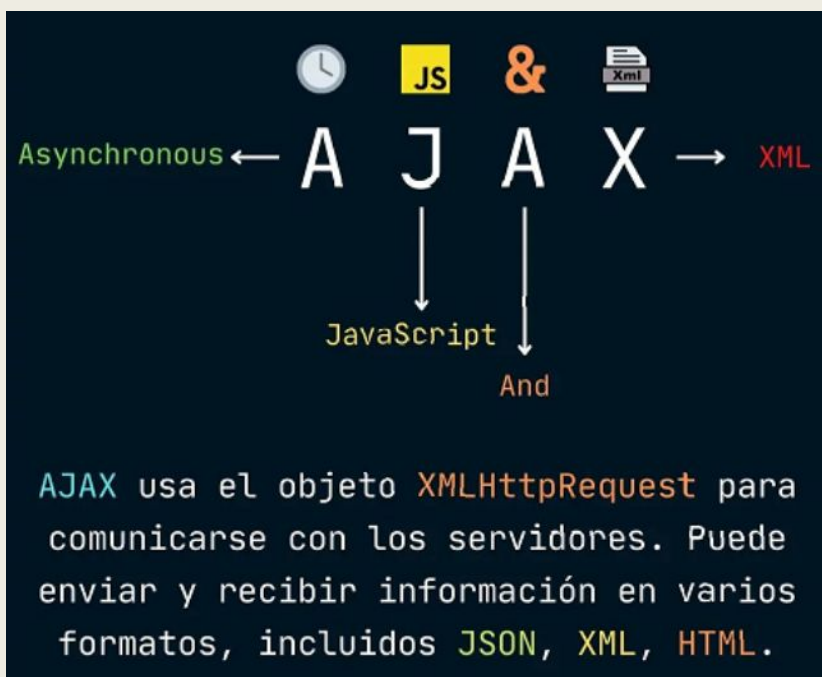 JS & Xml
Asynchronous ← A J A X → XML
JavaScript
And
AJAX usa el objeto XMLHttpRequest para
comunicarse con los servidores. Puede
enviar y recibir información en varios
formatos, incluidos JSON, XML, HTML.